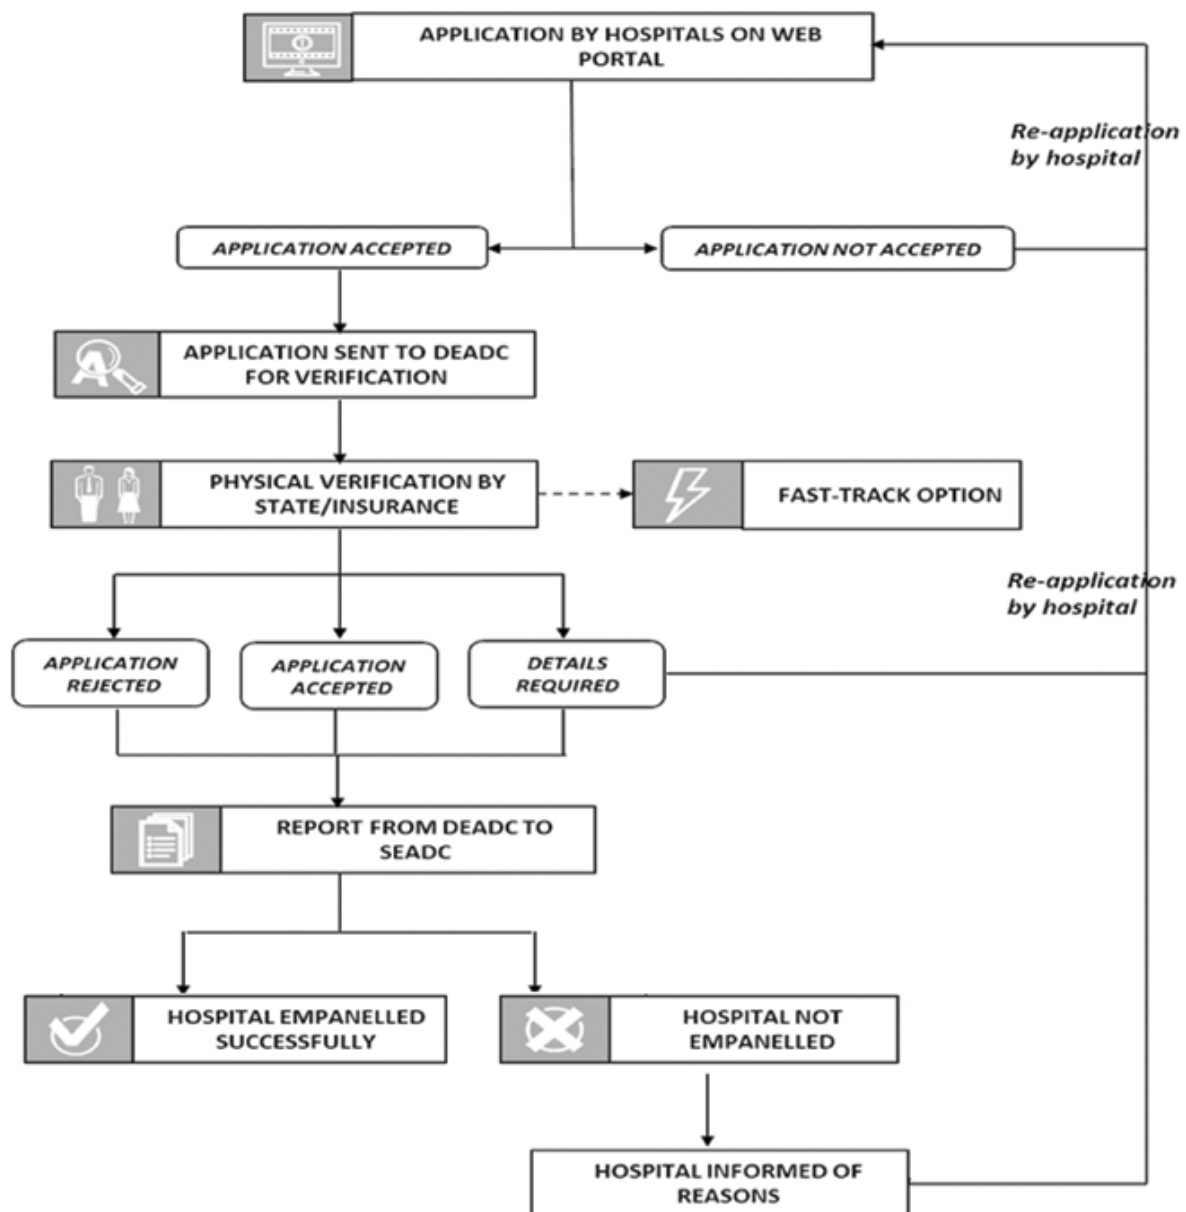 APPLICATION BY HOSPITALS ON WEB
PORTAL
Re-application
by hospital
APPLICATION ACCEPTED
APPLICATION NOT ACCEPTED
APPLICATION SENT TO DEADC
FOR VERIFICATION
PHYSICAL VERIFICATION BY
STATE/INSURANCE
FAST-TRACK OPTION
Re-application
by hospital
APPLICATION
REJECTED
APPLICATION
ACCEPTED
DETAILS
REQUIRED
REPORT FROM DEADC TO
SEADC
HOSPITAL EMPANELLED
SUCCESSFULLY
HOSPITAL NOT
EMPANELLED
HOSPITAL INFORMED OF
REASONS